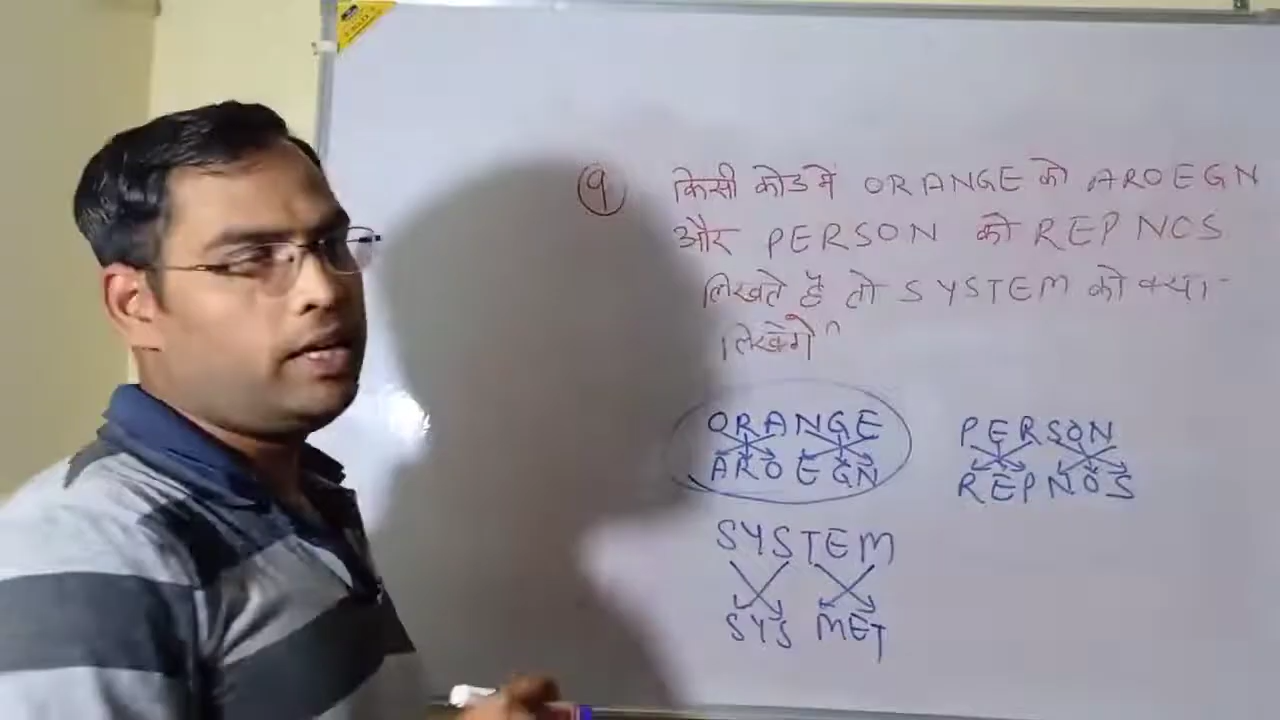 9 किसी कोड में ORANGE को AROEGN
और PERSON को REPNOS
लिखते है तो SYSTEM को क्या
लिखेंगे
ORANGE
AROEGN
PERSON
REPNOS
SYSTEM
SYS MET